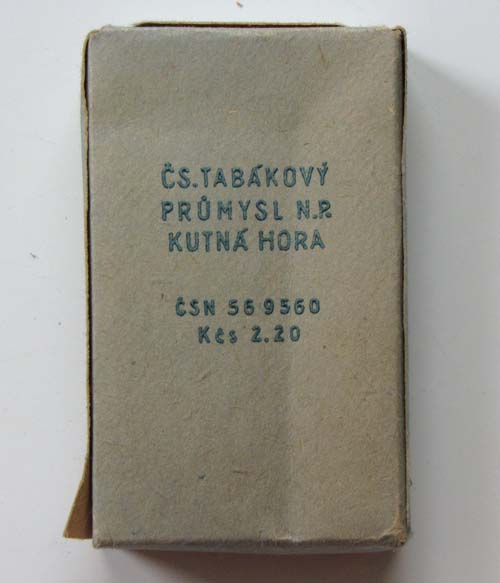 ČS.TABÁKOVÝ
PRŮMYSL N.P.
KUTNÁ HORA
ČSN 56 9560
Kčs 2.20